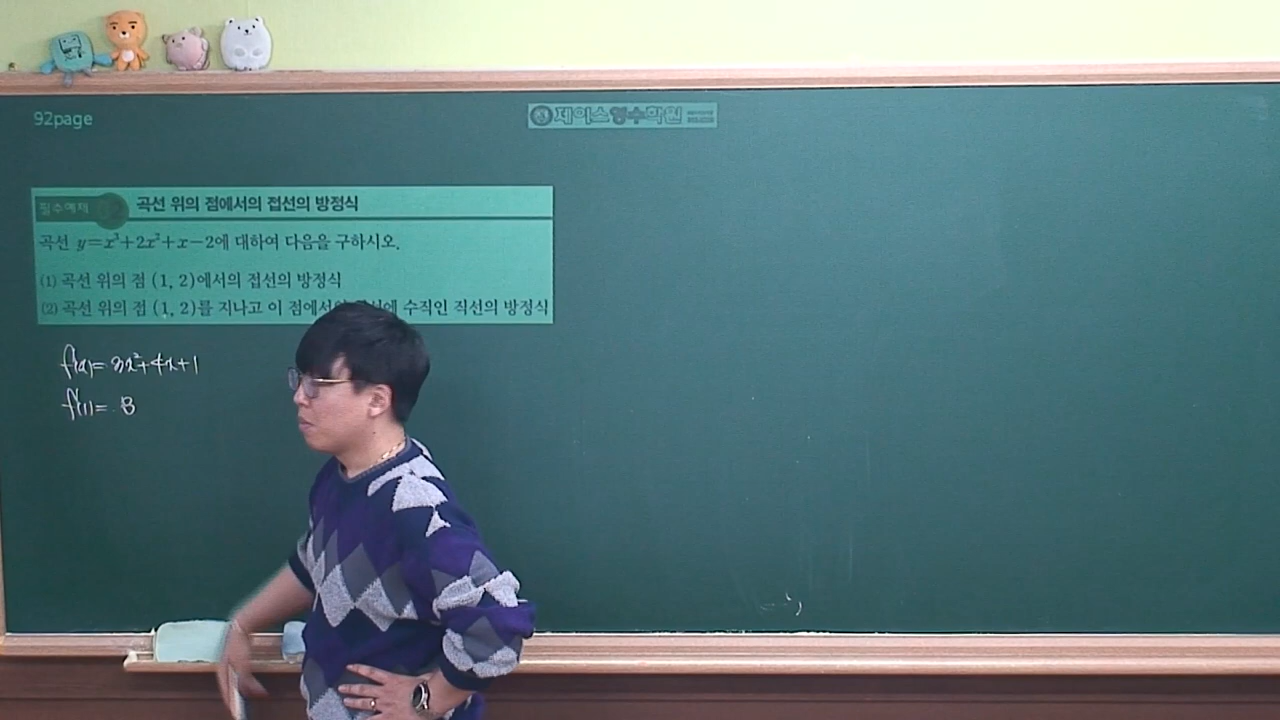 92page
제이스영수학원
필수예제 02 곡선 위의 점에서의 접선의 방정식
곡선 y=x³+2x²+x-2에 대하여 다음을 구하시오.
(1) 곡선 위의 점 (1, 2)에서의 접선의 방정식
(2) 곡선 위의 점 (1, 2)를 지나고 이 점에서의 수직인 직선의 방정식
f'(x)=3x²+4x+1
f'(1)= 8